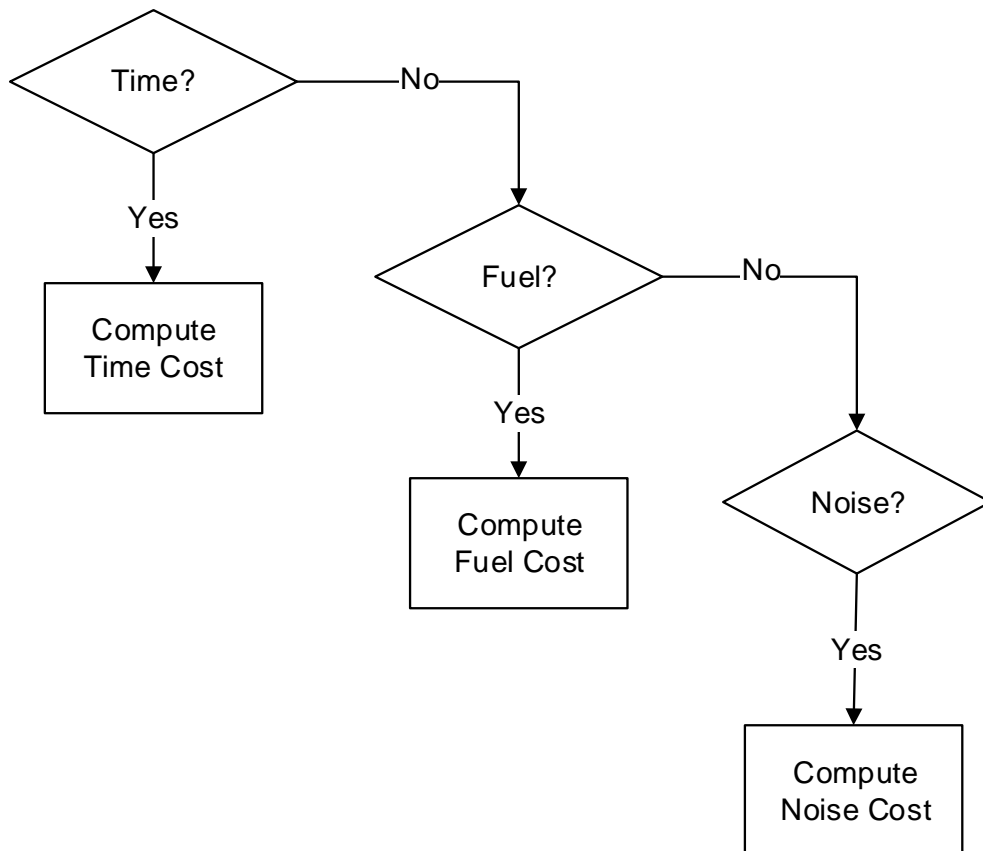 Time?
No
Yes
Compute
Time Cost
Fuel?
No
Yes
Compute
Fuel Cost
Noise?
Yes
Compute
Noise Cost